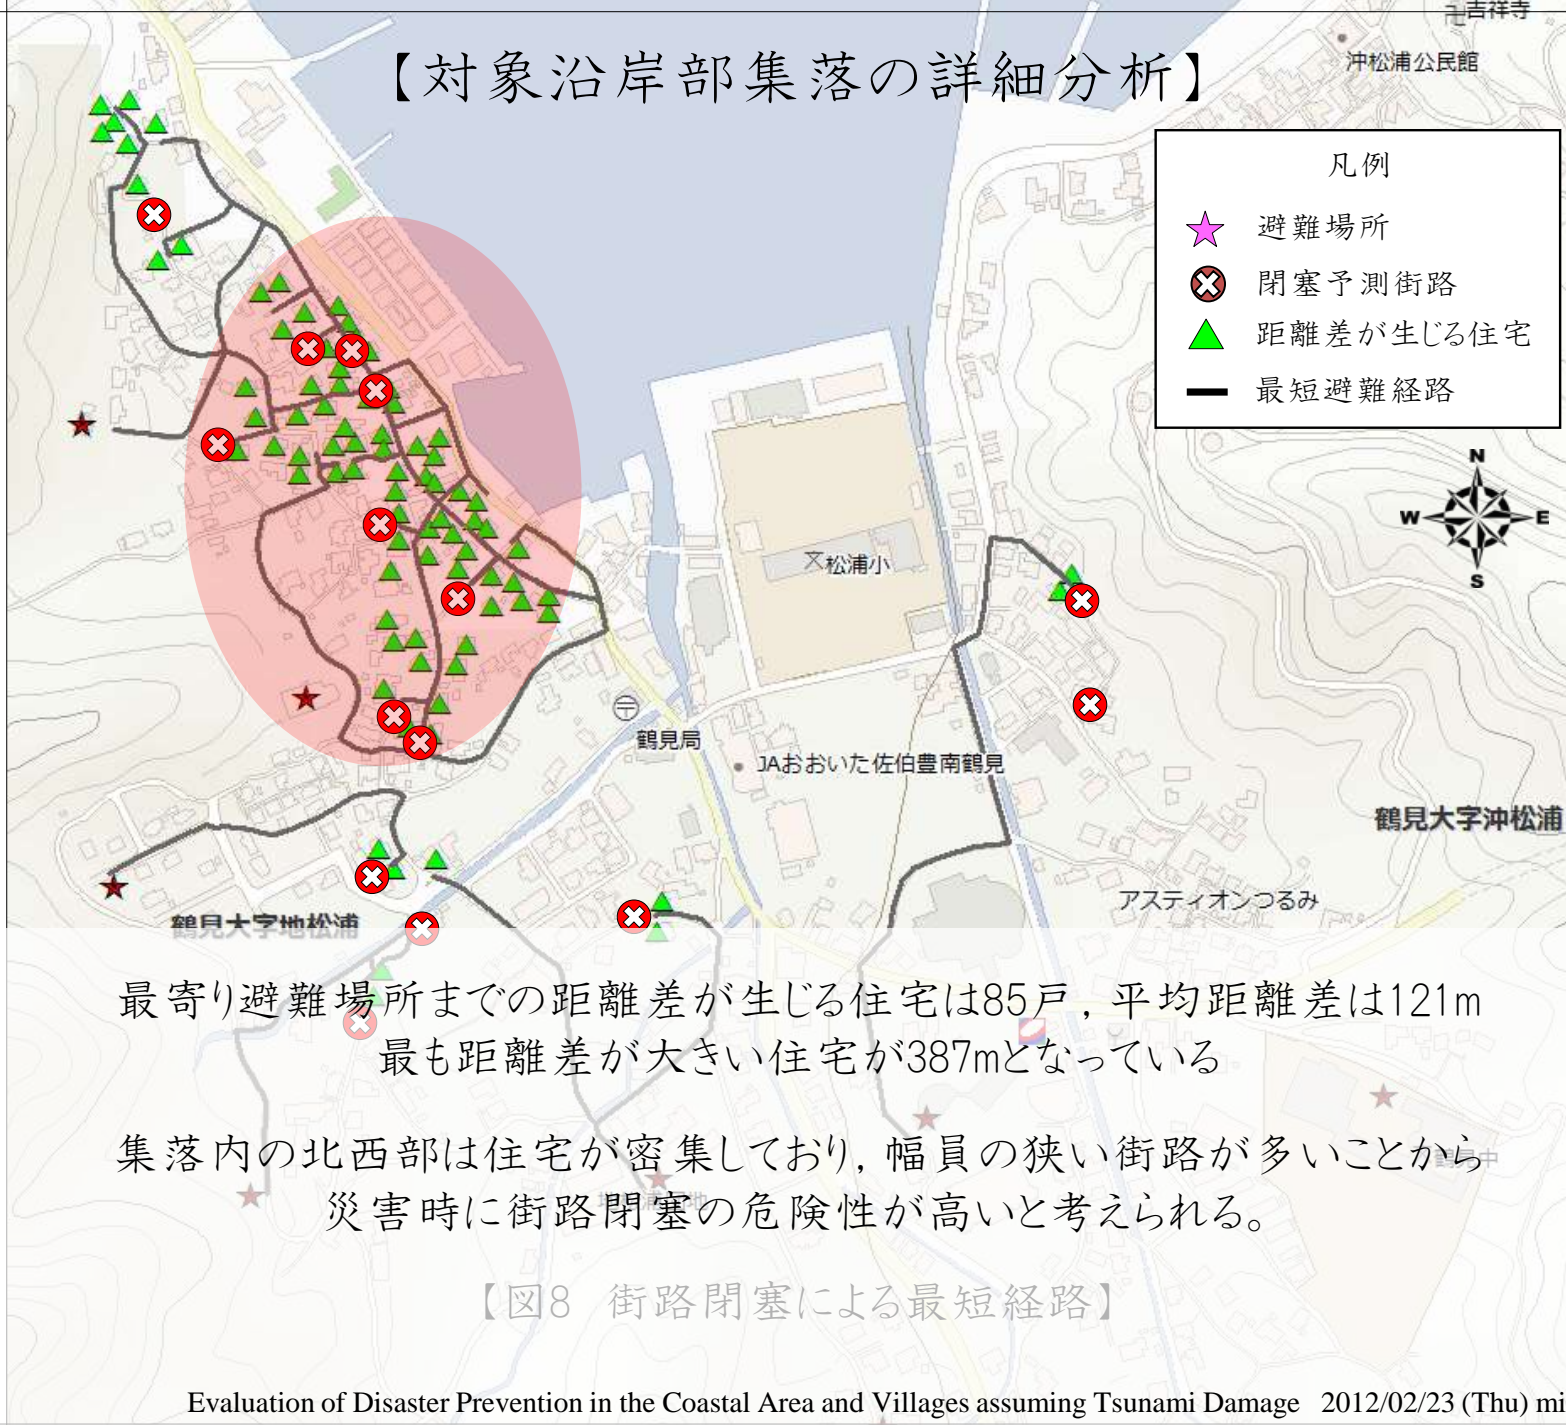 吉祥寺
沖松浦公民館
【対象沿岸部集落の詳細分析】
凡例
避難場所
閉塞予測街路
距離差が生じる住宅
最短避難経路
N
W
E
S
松浦小
鶴見局
JAおおいた佐伯豊南鶴見
鶴見大字沖松浦
アスティオンつるみ
鶴見大字地松浦
最寄り避難場所までの距離差が生じる住宅は85戸，平均距離差は121m
最も距離差が大きい住宅が387mとなっている
集落内の北西部は住宅が密集しており，幅員の狭い街路が多いことから
鶴見中
災害時に街路閉塞の危険性が高いと考えられる。
【図8　街路閉塞による最短経路】
Evaluation of Disaster Prevention in the Coastal Area and Villages assuming Tsunami Damage 2012/02/23 (Thu) mi